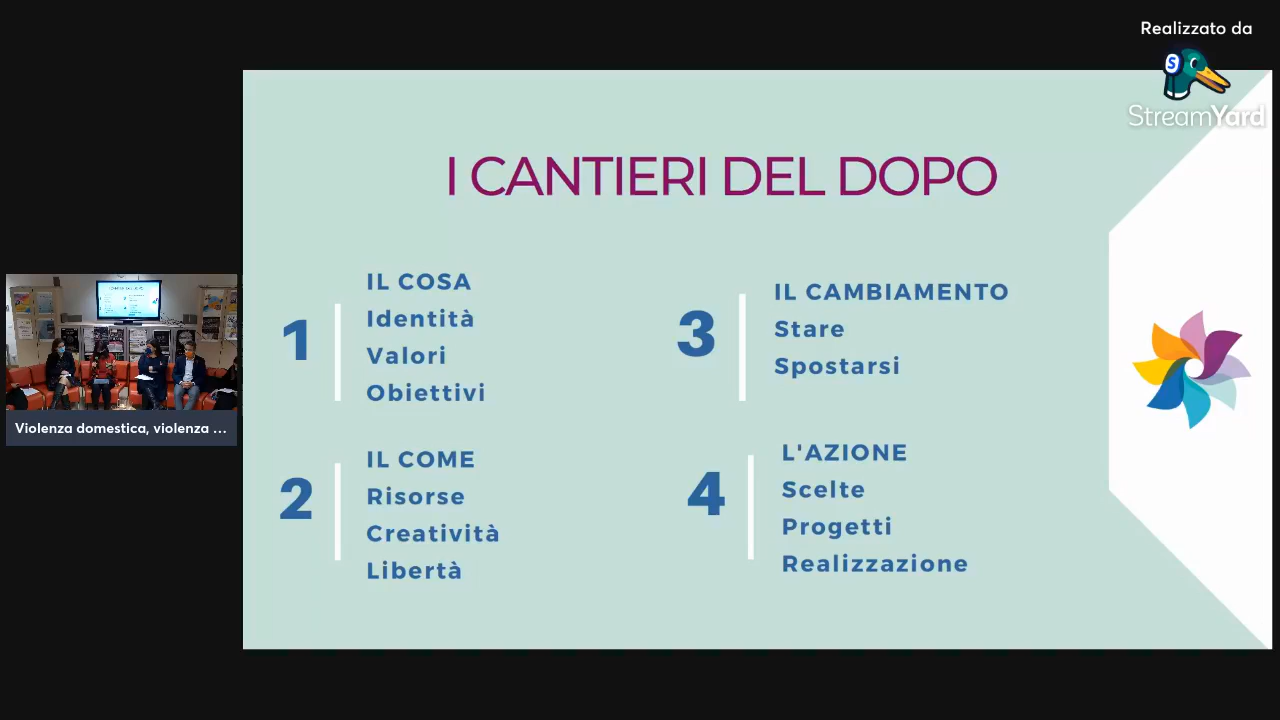 Realizzato da
StreamYard
I CANTIERI DEL DOPO
1
IL COSA
Identità
Valori
Obiettivi
2
IL COME
Risorse
Creatività
Libertà
3
IL CAMBIAMENTO
Stare
Spostarsi
4
L'AZIONE
Scelte
Progetti
Realizzazione
Violenza domestica, violenza ...